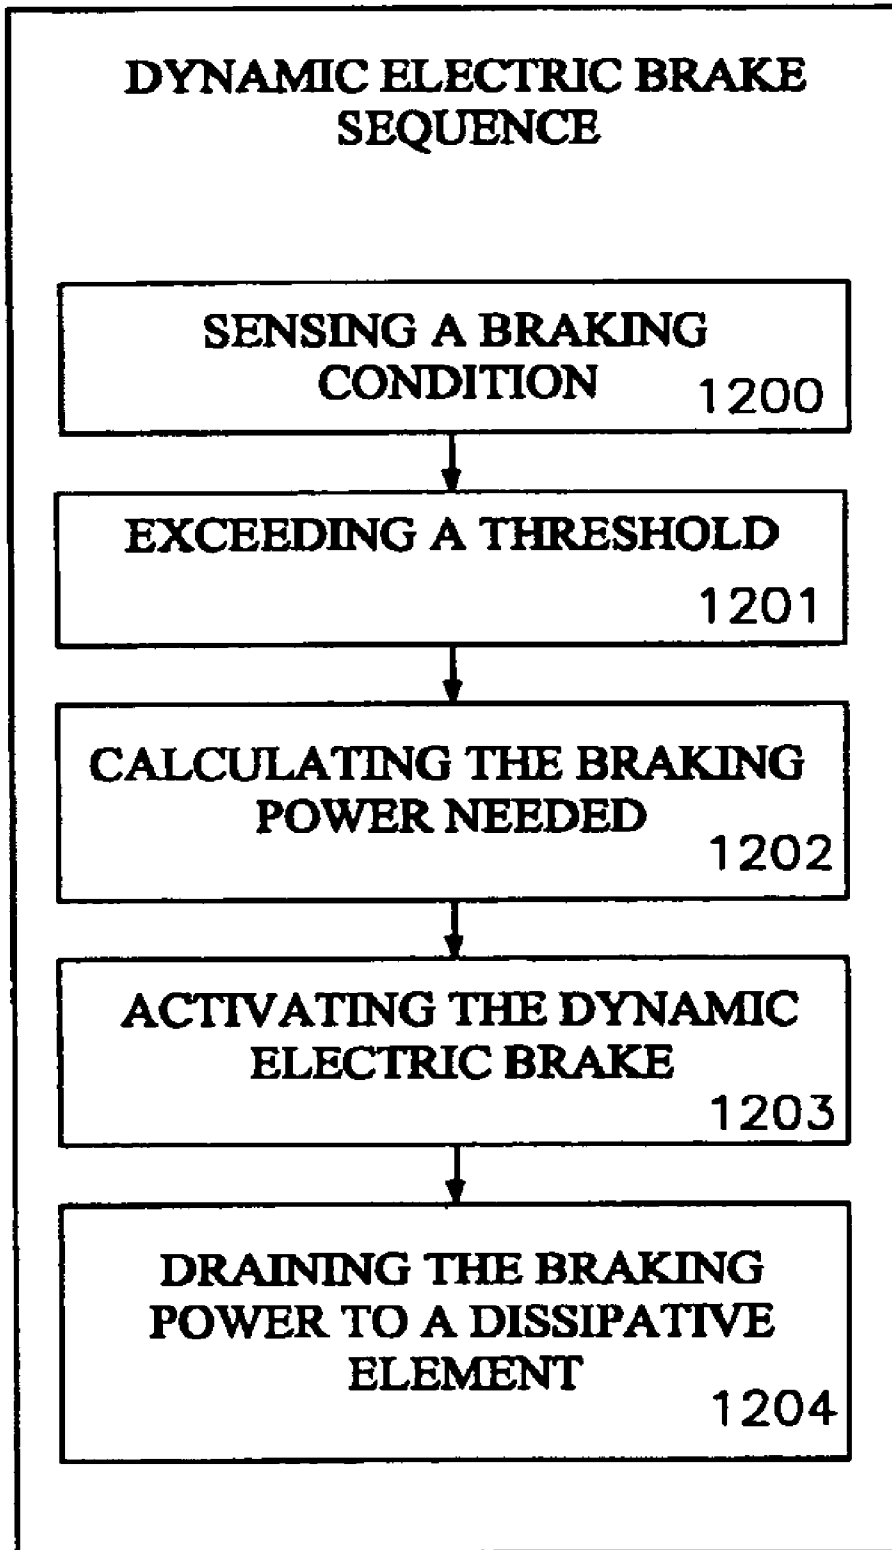 DYNAMIC ELECTRIC BRAKE
SEQUENCE
SENSING A BRAKING
CONDITION
1200
EXCEEDING A THRESHOLD
1201
CALCULATING THE BRAKING
POWER NEEDED
1202
ACTIVATING THE DYNAMIC
ELECTRIC BRAKE
1203
DRAINING THE BRAKING
POWER TO A DISSIPATIVE
ELEMENT
1204